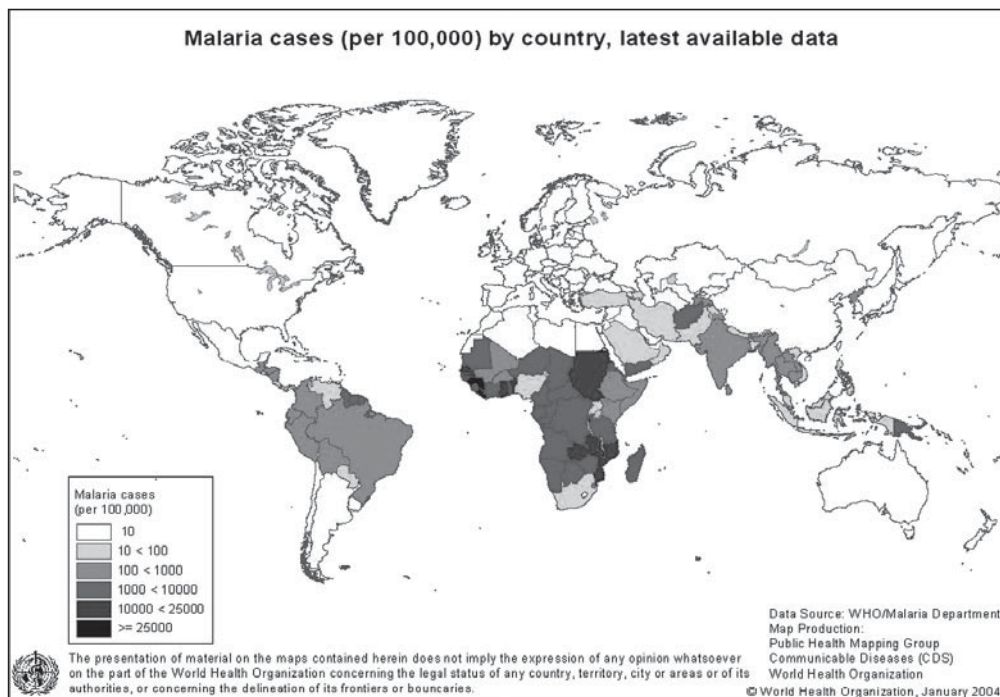 Malaria cases (per 100,000) by country, latest available data
Malaria cases
(per 100,000)
10
10 < 100
100 < 1000
1000 < 10000
10000 < 25000
>= 25000
Data Source: WHO/Malaria Department
Map Production:
Public Health Mapping Group
Communicable Diseases (CDS)
World Health Organization
The presentation of material on the maps contained herein does not imply the expression of any opinion whatsoever
on the part of the World Health Organization concerning the legal status of any country, territory, city or areas or of its
authorities, or concerning the delineation of its frontiers or bouncaries.
© World Health Organization, January 2004